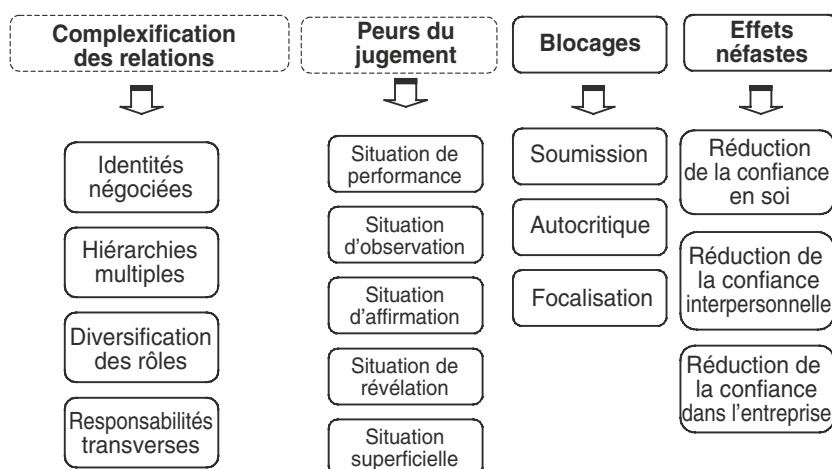 Complexification
des relations
Identités
négociées
Hiérarchies
multiples
Diversification
des rôles
Responsabilités
transverses
Peurs du
jugement
Situation de
performance
Situation
d'observation
Situation
d'affirmation
Situation de
révélation
Situation
superficielle
Blocages
Soumission
Autocritique
Focalisation
Effets
néfastes
Réduction
de la confiance
en soi
Réduction de
la confiance
interpersonnelle
Réduction de
la confiance
dans l'entreprise